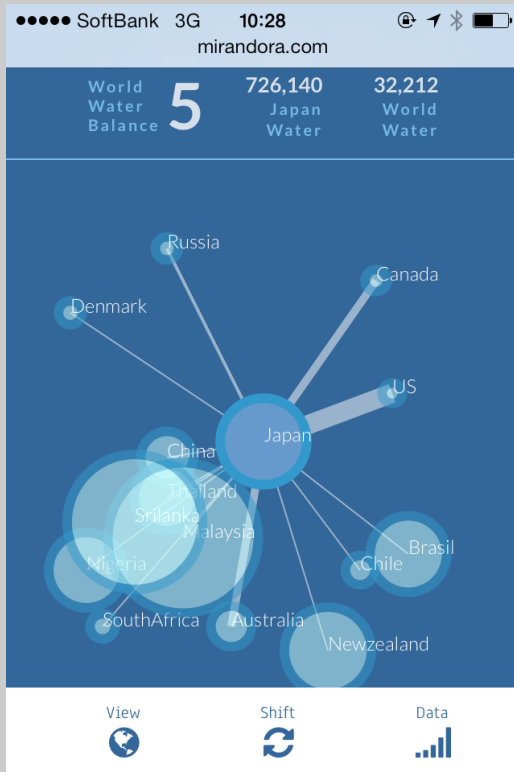 SoftBank 3G 10:28
mirandora.com
World
Water
Balance
5
726,140
Japan
Water
32,212
World
Water
Russia
Canada
Denmark
US
Japan
China
Thailand
Srilanka
Malaysia
Brasil
Nigeria
Chile
SouthAfrica
Australia
Newzealand
View
Shift
Data